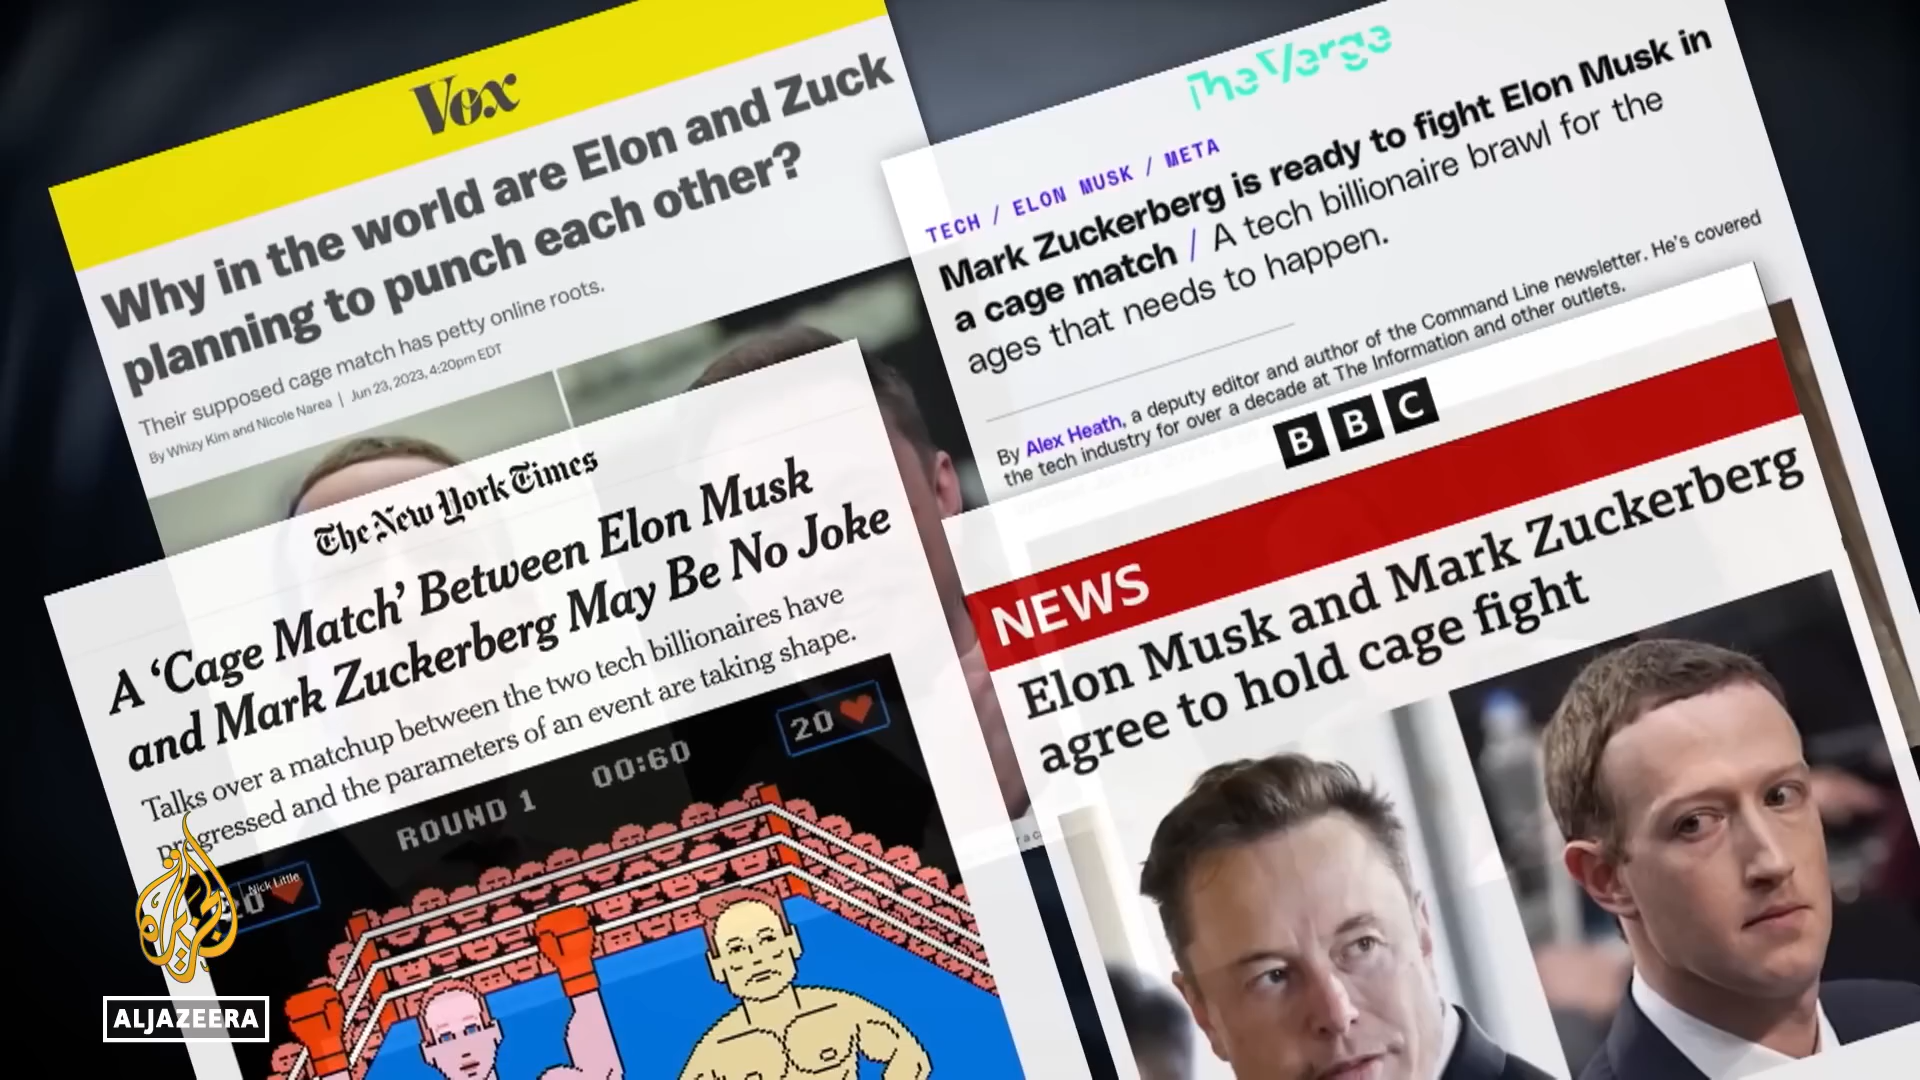 Vox
Why in the world are Elon and Zuck
planning to punch each other?
Their supposed cage match has petty online roots.
By Whizy Kim and Nicole Narea | Jun 23, 2023, 4:20pm EDT
The Verge
TECH / ELON MUSK / META
Mark Zuckerberg is ready to fight Elon Musk in
a cage match / A tech billionaire brawl for the
ages that needs to happen.
By Alex Heath, a deputy editor and author of the Command Line newsletter. He's covered
the tech industry for over a decade at The Information and other outlets.
The New York Times
A ‘Cage Match’ Between Elon Musk
and Mark Zuckerberg May Be No Joke
Talks over a matchup between the two tech billionaires have
progressed and the parameters of an event are taking shape.
ROUND 1
00:60
20
20
Nick Little
BBC
NEWS
Elon Musk and Mark Zuckerberg
agree to hold cage fight
الجزيرة
ALJAZEERA